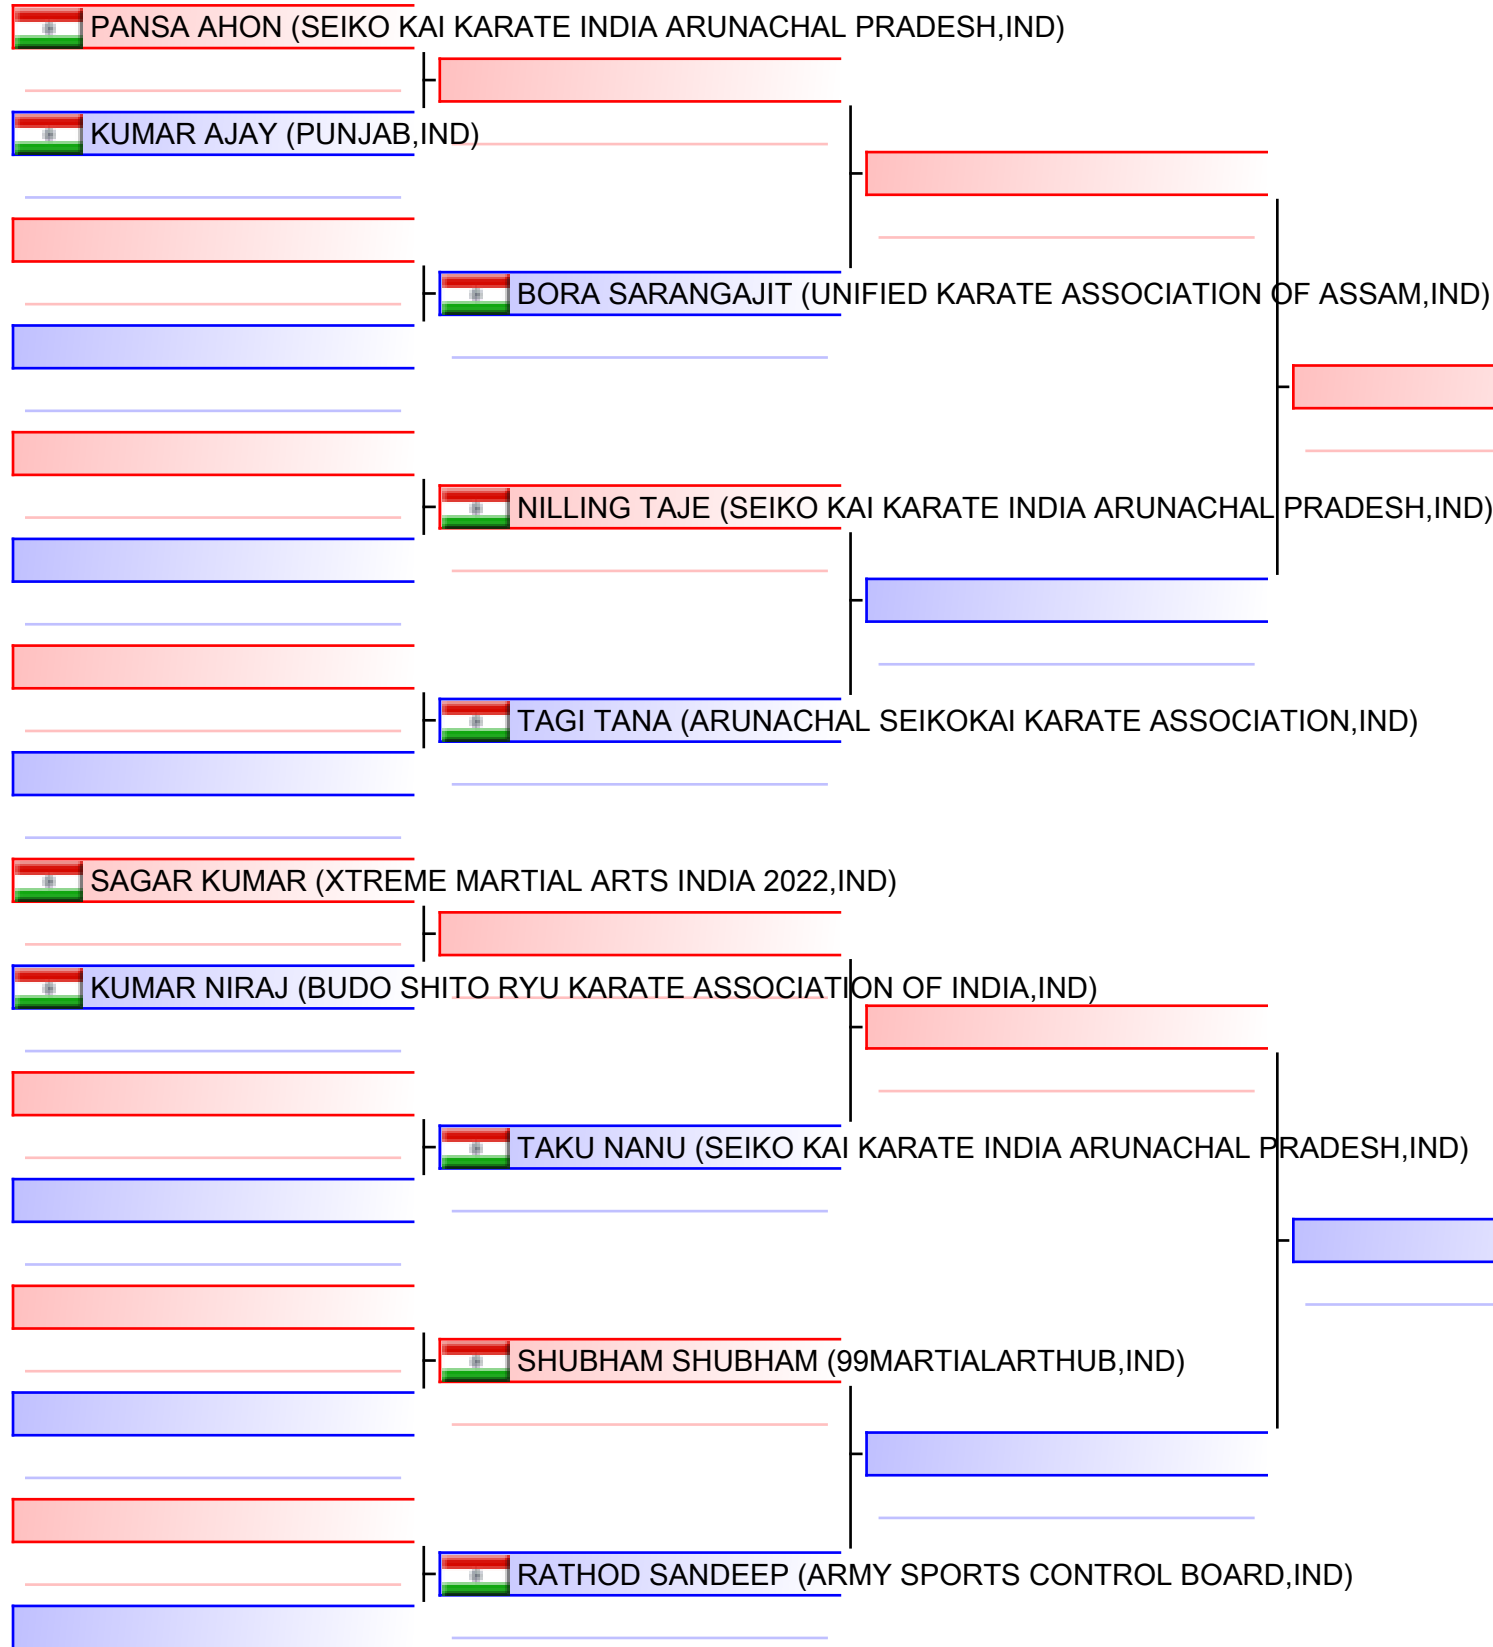 PANSA AHON (SEIKO KAI KARATE INDIA ARUNACHAL PRADESH,IND)
KUMAR AJAY (PUNJAB,IND)
BORA SARANGAJIT (UNIFIED KARATE ASSOCIATION OF ASSAM,IND)
NILLING TAJE (SEIKO KAI KARATE INDIA ARUNACHAL PRADESH,IND)
TAGI TANA (ARUNACHAL SEIKOKAI KARATE ASSOCIATION,IND)
SAGAR KUMAR (XTREME MARTIAL ARTS INDIA 2022,IND)
KUMAR NIRAJ (BUDO SHITO RYU KARATE ASSOCIATION OF INDIA,IND)
TAKU NANU (SEIKO KAI KARATE INDIA ARUNACHAL PRADESH,IND)
SHUBHAM SHUBHAM (99MARTIALARTHUB,IND)
RATHOD SANDEEP (ARMY SPORTS CONTROL BOARD,IND)